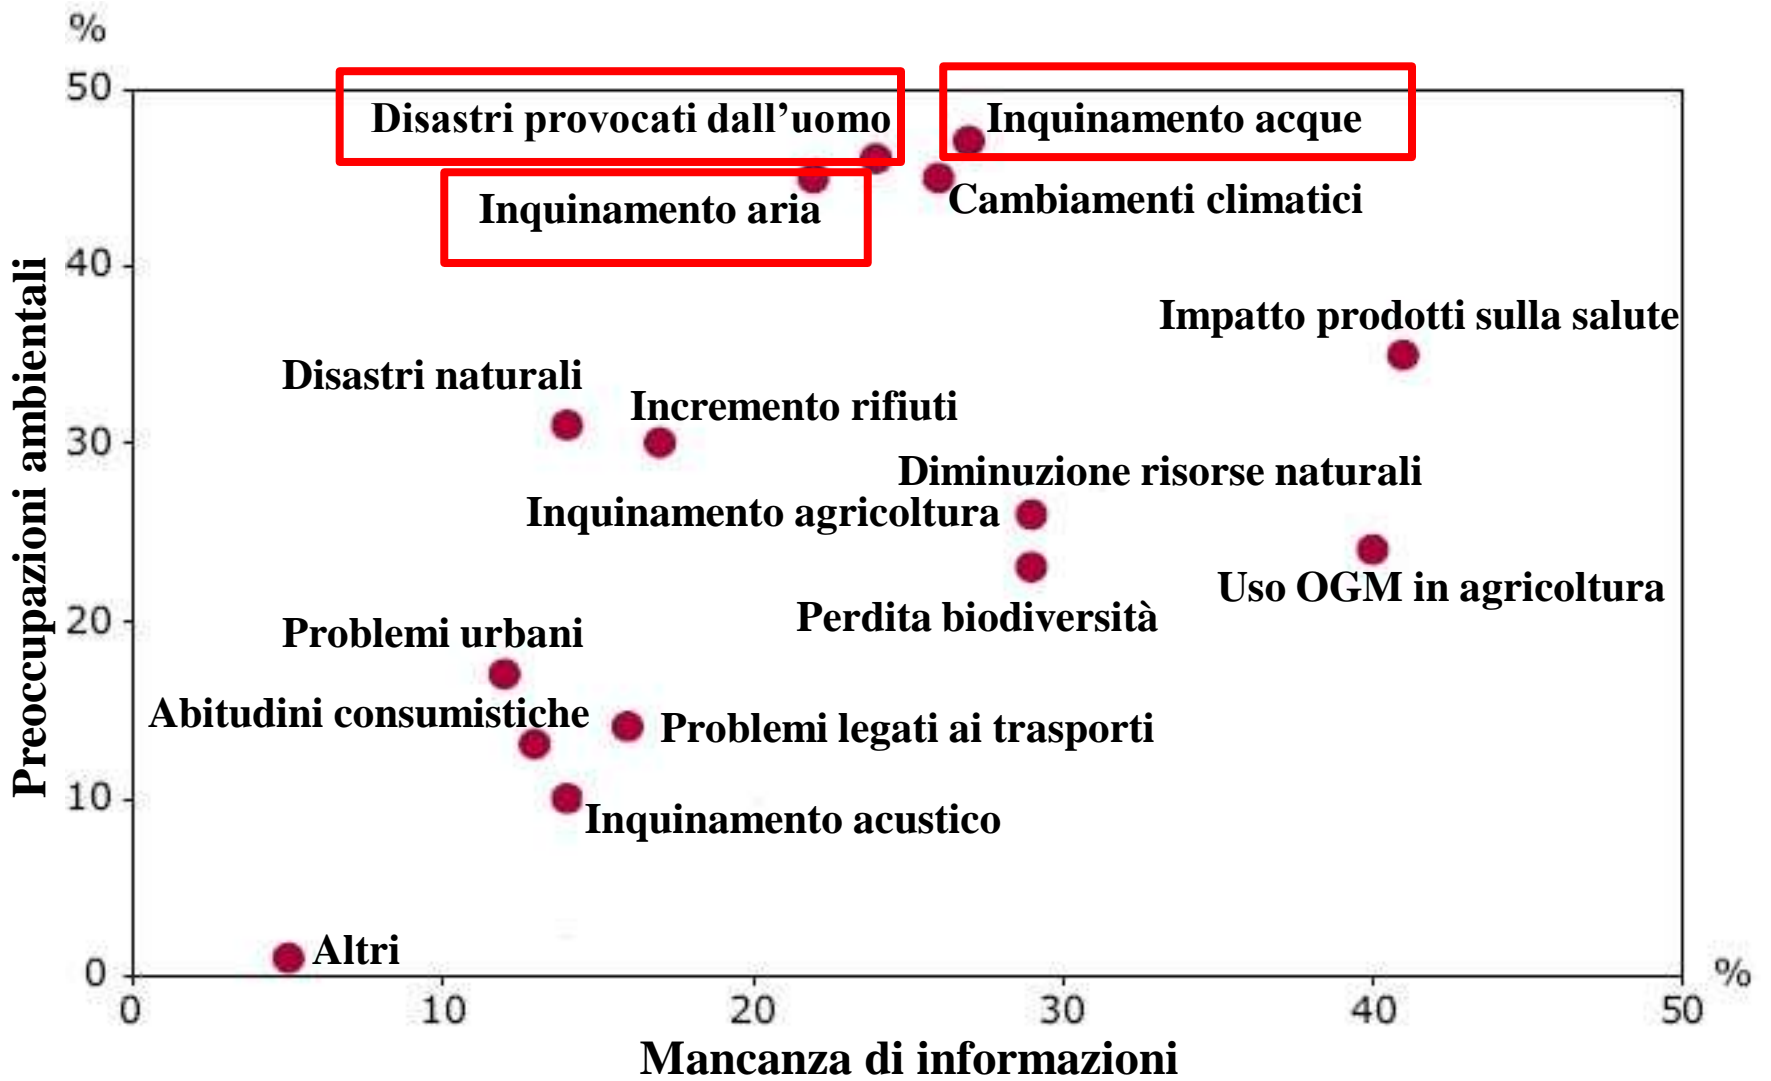 %
50
Disastri provocati dall’uomo
Inquinamento acque
Inquinamento aria
Cambiamenti climatici
40
Preoccupazioni ambientali
Impatto prodotti sulla salute
Disastri naturali
Incremento rifiuti
30
Diminuzione risorse naturali
Inquinamento agricoltura
Uso OGM in agricoltura
Perdita biodiversità
20
Problemi urbani
Abitudini consumistiche
Problemi legati ai trasporti
10
Inquinamento acustico
Altri
0
%
0 10 20 30 40 50
Mancanza di informazioni